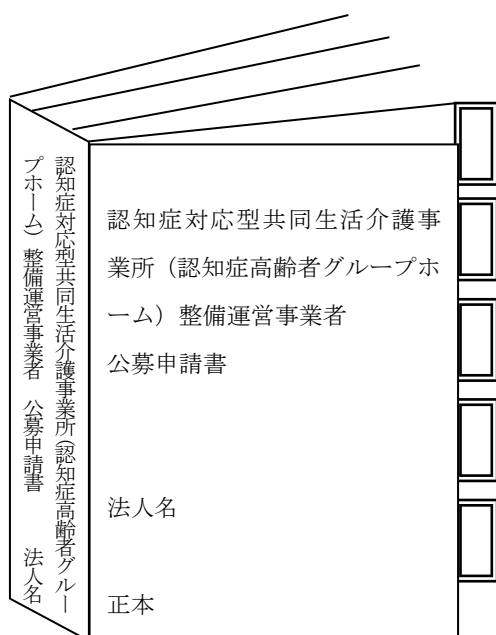 認知症対応型共同生活介護事業所(認知症高齢者グルー
プホーム）整備運営事業者　公募申請書　　法人名
認知症対応型共同生活介護事
業所（認知症高齢者グループホ
ーム）整備運営事業者
公募申請書
法人名
正本